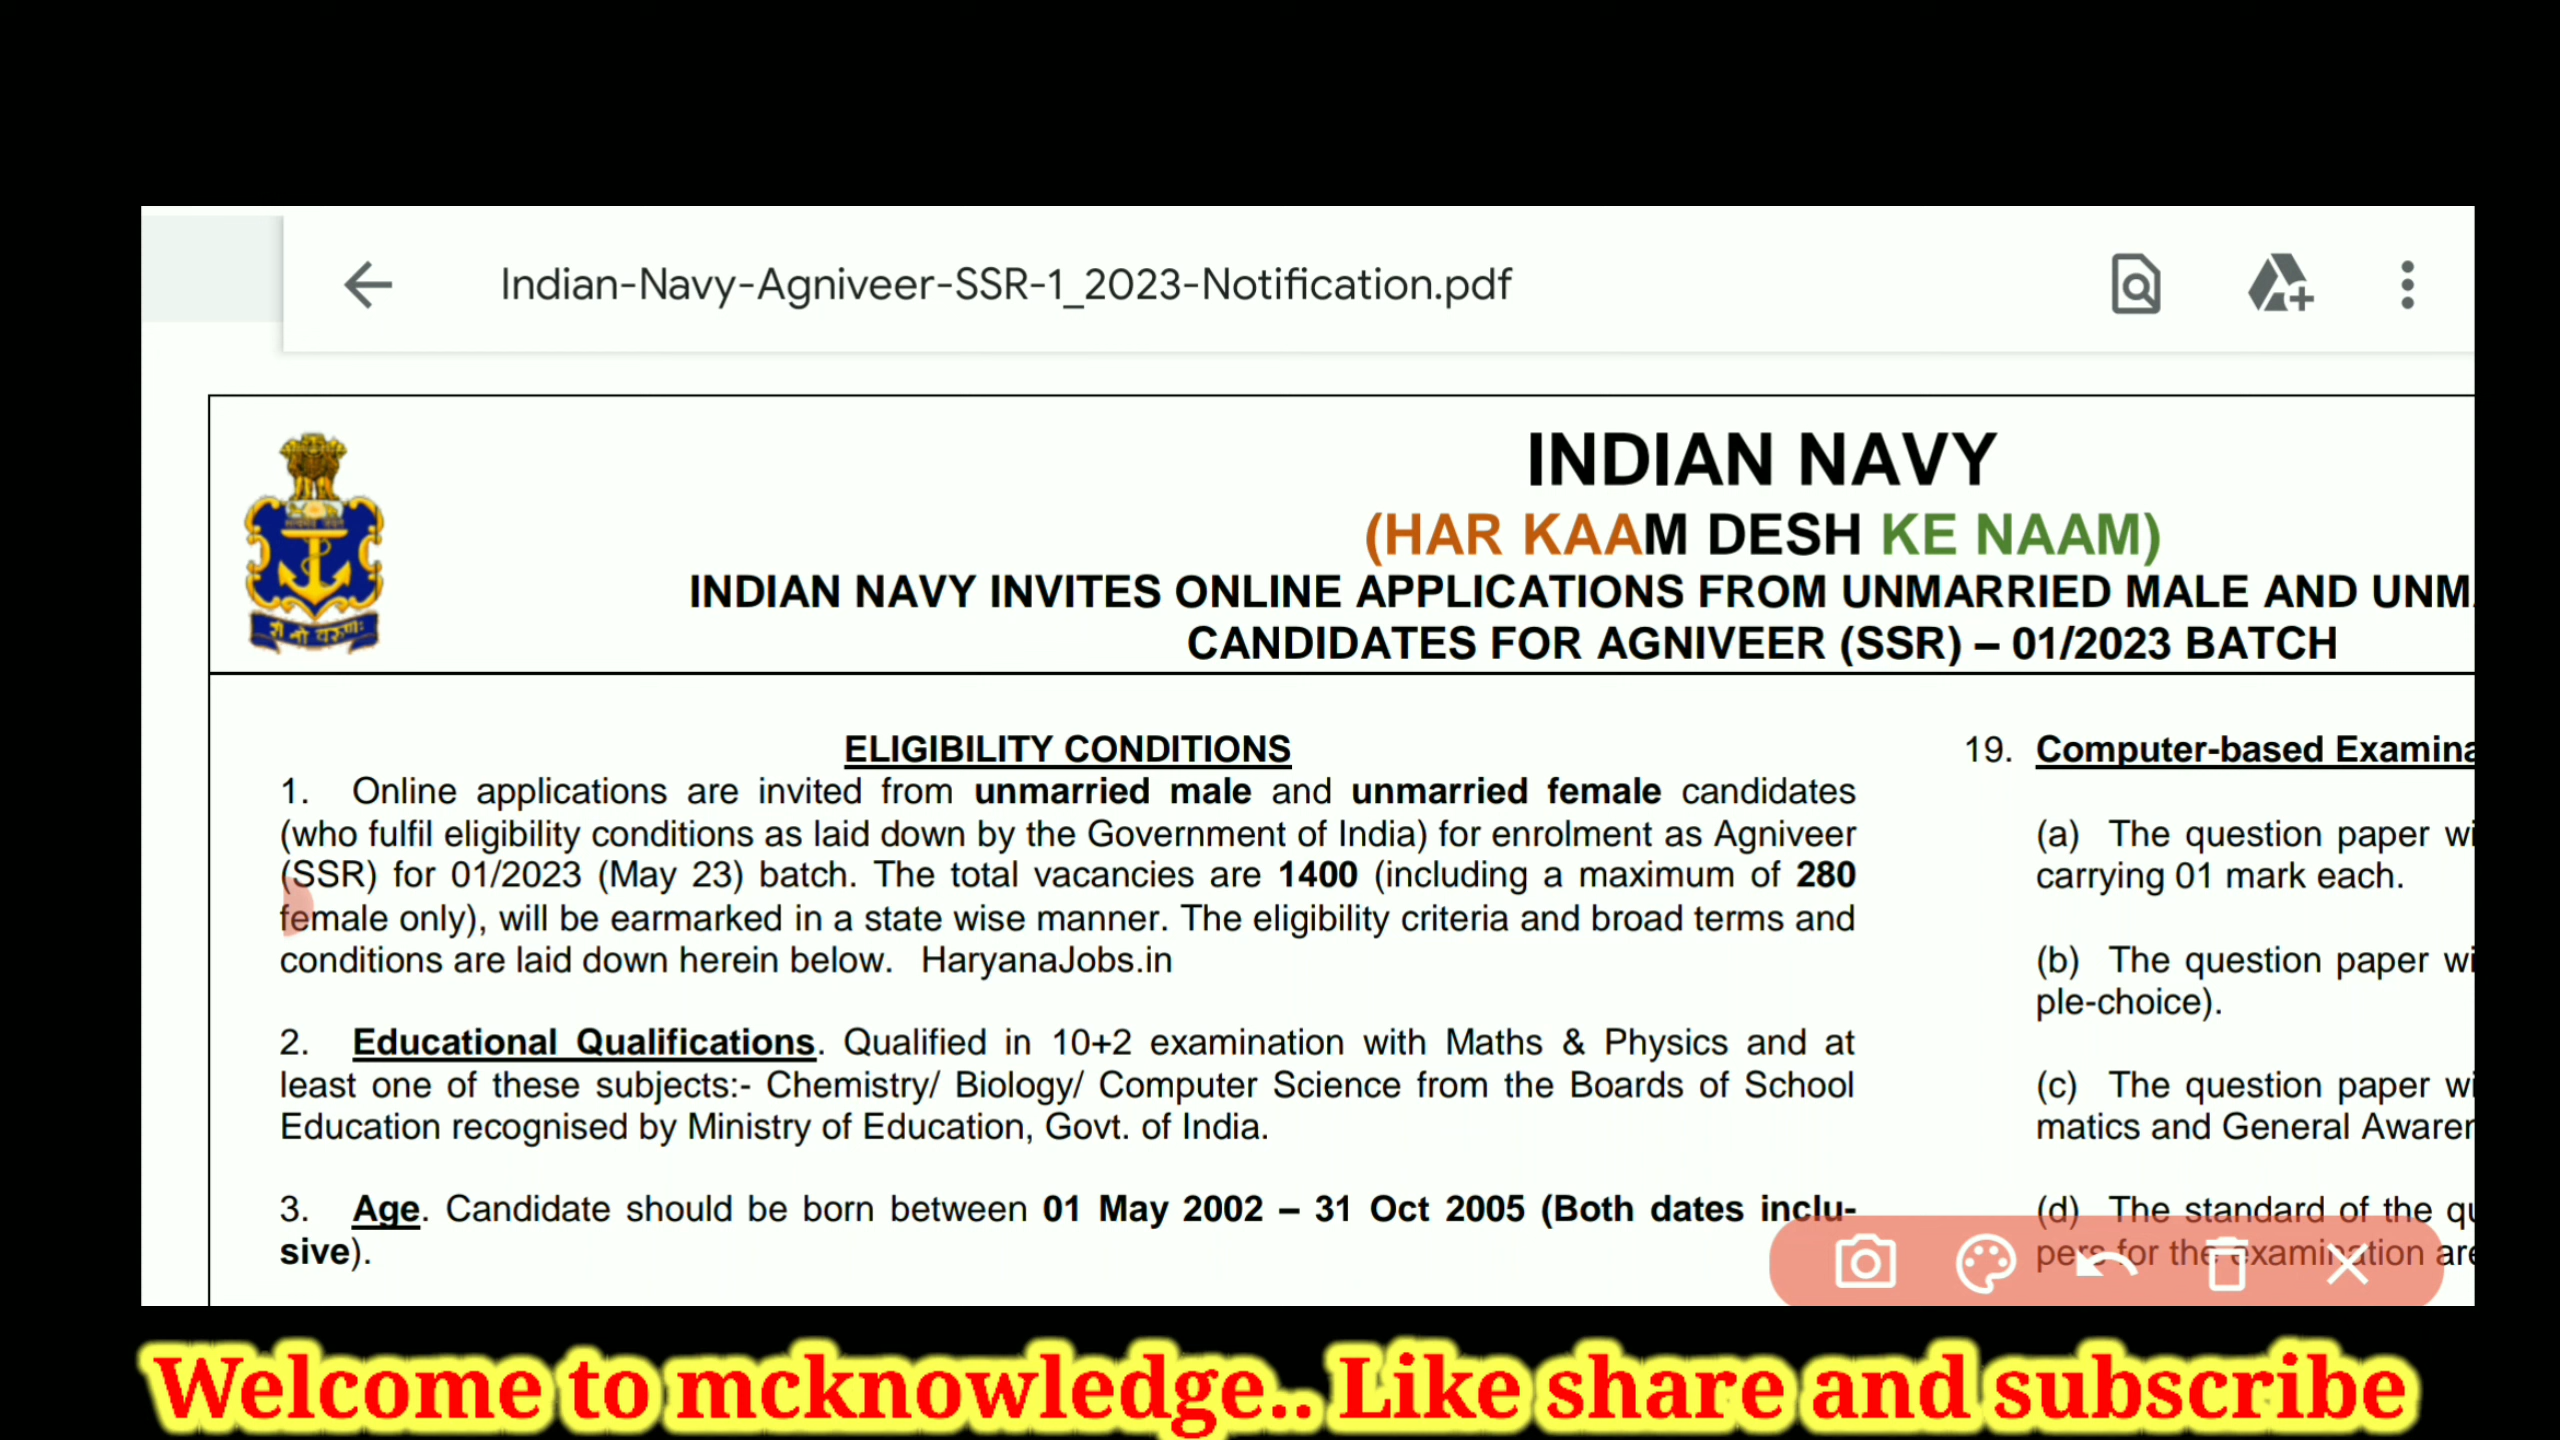 Indian-Navy-Agniveer-SSR-1_2023-Notification.pdf
INDIAN NAVY
(HAR KAAM DESH KE NAAM)
INDIAN NAVY INVITES ONLINE APPLICATIONS FROM UNMARRIED MALE AND UNM
CANDIDATES FOR AGNIVEER (SSR) – 01/2023 BATCH
शं नो वरुणः
ELIGIBILITY CONDITIONS
1. Online applications are invited from unmarried male and unmarried female candidates
(who fulfil eligibility conditions as laid down by the Government of India) for enrolment as Agniveer
(SSR) for 01/2023 (May 23) batch. The total vacancies are 1400 (including a maximum of 280
female only), will be earmarked in a state wise manner. The eligibility criteria and broad terms and
conditions are laid down herein below. HaryanaJobs.in
2. Educational Qualifications. Qualified in 10+2 examination with Maths & Physics and at
least one of these subjects:- Chemistry/ Biology/ Computer Science from the Boards of School
Education recognised by Ministry of Education, Govt. of India.
3. Age. Candidate should be born between 01 May 2002 – 31 Oct 2005 (Both dates inclu-
sive).
19. Computer-based Examina
(a) The question paper wi
carrying 01 mark each.
(b) The question paper wi
ple-choice).
(c) The question paper wi
matics and General Awarer
(d) The standard of the qu
pers for the examination are
Welcome to mcknowledge.. Like share and subscribe